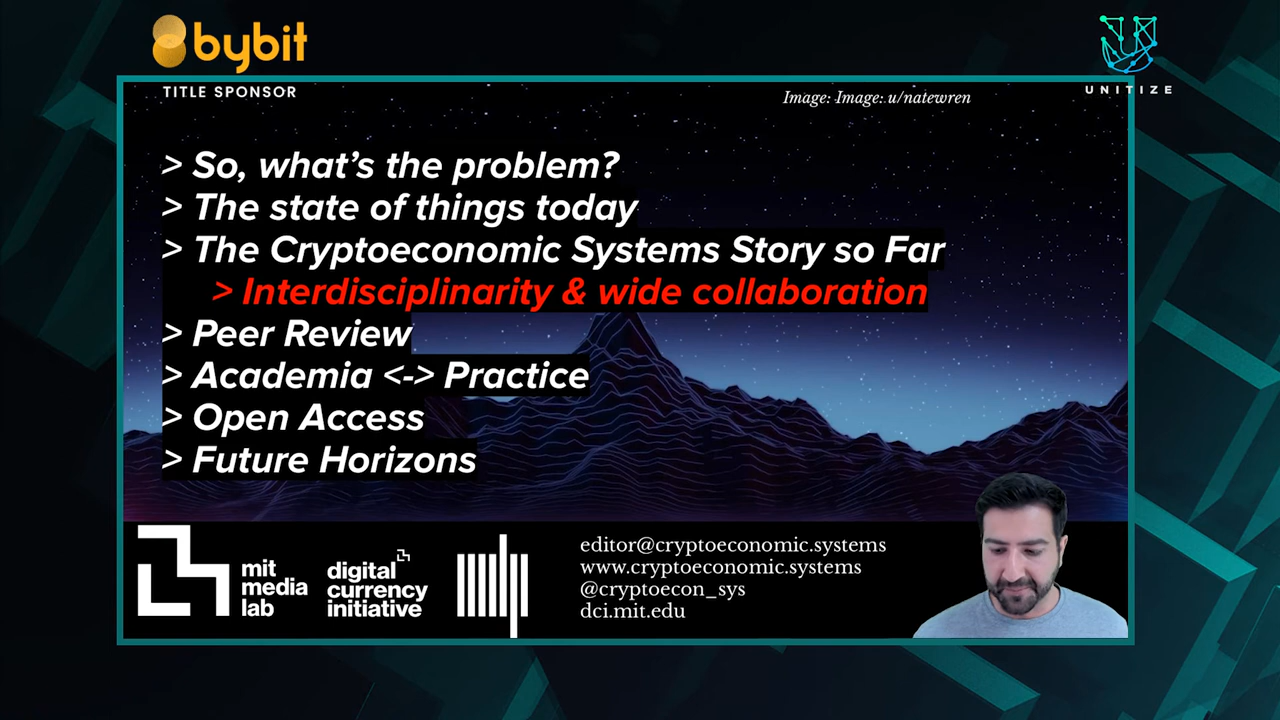 bybit
TITLE SPONSOR
UNITIZE
Image: Image: u/natewren
> So, what's the problem?
> The state of things today
> The Cryptoeconomic Systems Story so Far
> Interdisciplinarity & wide collaboration
> Peer Review
> Academia <-> Practice
> Open Access
> Future Horizons
mit
media
lab
digital
currency
initiative
editor@cryptoeconomic.systems
www.cryptoeconomic.systems
@cryptoecon_sys
dci.mit.edu